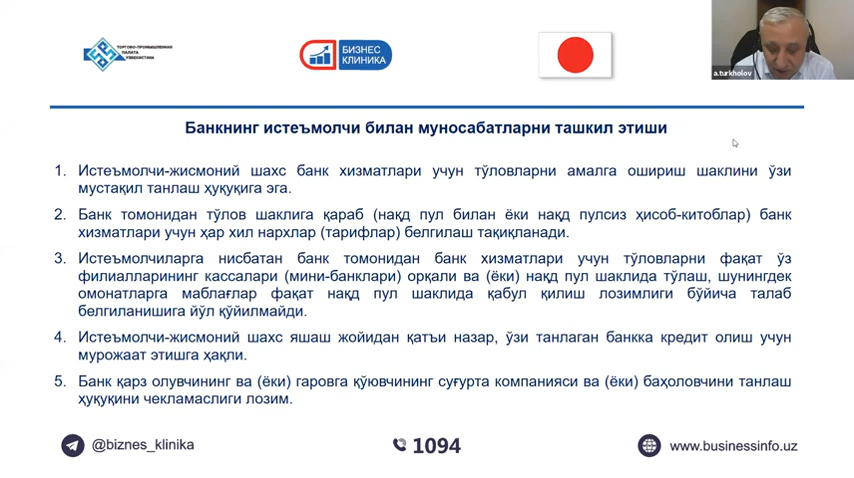 ТОРГОВО-ПРОМЫШЛЕННАЯ
ПАЛАТА
УЗБЕКИСТАНА
БИЗНЕС
КЛИНИКА
a.turkholov
Банкнинг истеъмолчи билан муносабатларни ташкил этиши
1. Истеъмолчи-жисмоний шахс банк хизматлари учун тўловларни амалга ошириш шаклини ўзи
мустақил танлаш ҳуқуқига эга.
2. Банк томонидан тўлов шаклига қараб (нақд пул билан ёки нақд пулсиз ҳисоб-китоблар) банк
хизматлари учун ҳар хил нархлар (тарифлар) белгилаш тақиқланади.
3. Истеъмолчиларга нисбатан банк томонидан банк хизматлари учун тўловларни фақат ўз
филиалларининг кассалари (мини-банклари) орқали ва (ёки) нақд пул шаклида тўлаш, шунингдек
омонатларга маблағлар фақат нақд пул шаклида қабул қилиш лозимлиги бўйича талаб
белгиланишига йўл қўйилмайди.
4. Истеъмолчи-жисмоний шахс яшаш жойидан қатъи назар, ўзи танлаган банкка кредит олиш учун
мурожаат этишга ҳақли.
5. Банк қарз олувчининг ва (ёки) гаровга қўювчининг суғурта компанияси ва (ёки) баҳоловчини танлаш
ҳуқуқини чекламаслиги лозим.
@biznes_klinika
1094
www.businessinfo.uz